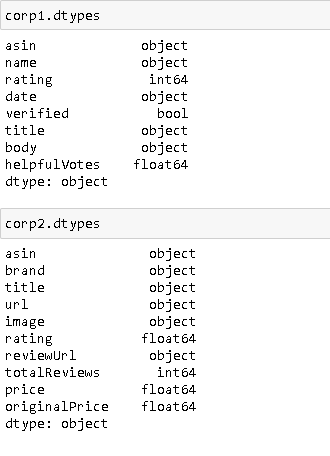 corp1.dtypes
asin object
name object
rating int64
date object
verified bool
title object
body object
helpfulVotes float64
dtype: object
corp2.dtypes
asin object
brand object
title object
url object
image object
rating float64
reviewUrl object
totalReviews int64
price float64
originalPrice float64
dtype: object